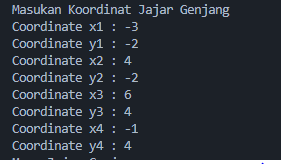 Masukan Koordinat Jajar Genjang
Coordinate x1 : -3
Coordinate y1 : -2
Coordinate x2 : 4
Coordinate y2 : -2
Coordinate x3 : 6
Coordinate y3 : 4
Coordinate x4 : -1
Coordinate y4 : 4